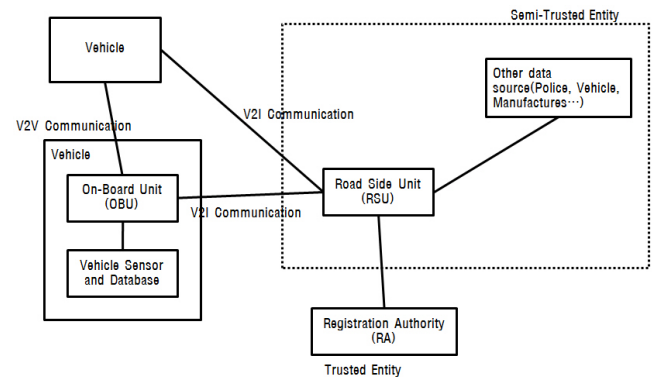 Semi-Trusted Entity
Vehicle
Other data
source(Police, Vehicle,
Manufactures…)
V2I Communication
V2V Communication
Vehicle
On-Board Unit
(OBU)
V2I Communication
Road Side Unit
(RSU)
Vehicle Sensor
and Database
Registration Authority
(RA)
Trusted Entity